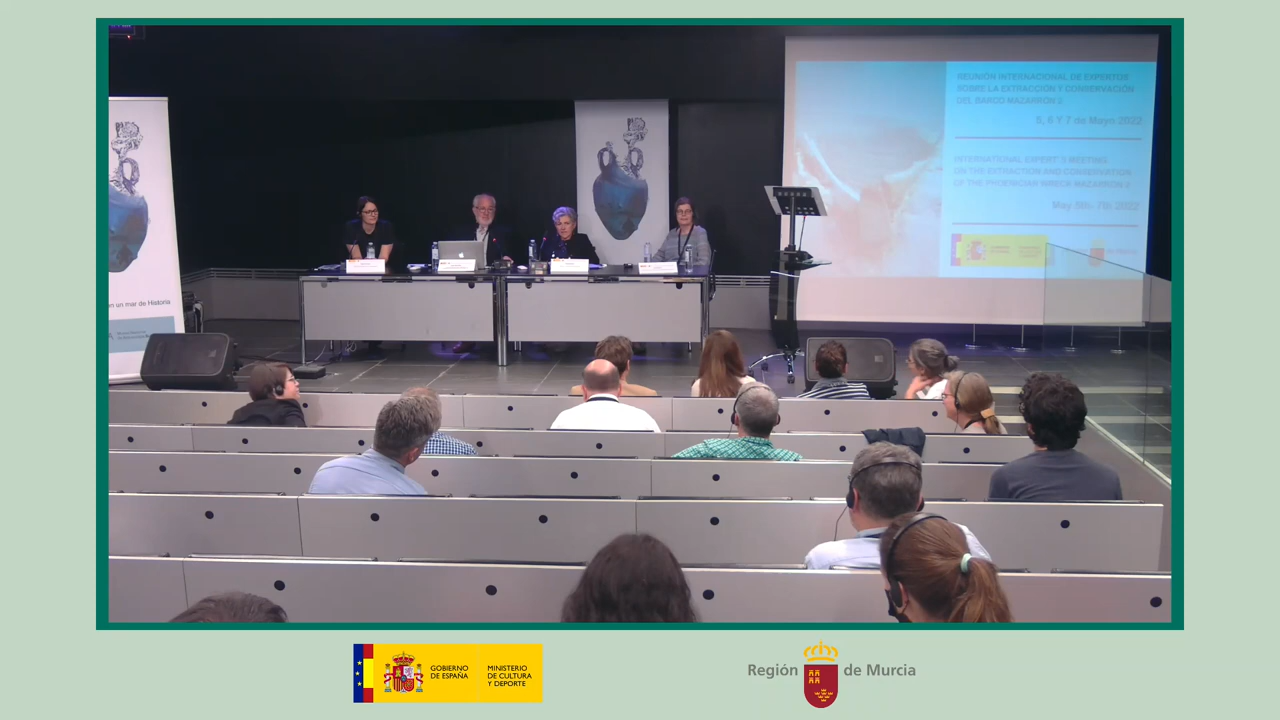 REUNIÓN INTERNACIONAL DE EXPERTOS
SOBRE LA EXTRACCIÓN Y CONSERVACIÓN
DEL BARCO MAZARRÓN 2
5, 6 Y 7 de Mayo 2022
INTERNATIONAL EXPERT´S MEETING
ON THE EXTRACTION AND CONSERVATION
OF THE PHOENICIAN WRECK MAZARRÓN 2
May 5th- 7th 2022
un mar de Historia
GOBIERNO
DE ESPAÑA
MINISTERIO
DE CULTURA
Y DEPORTE
Región de Murcia